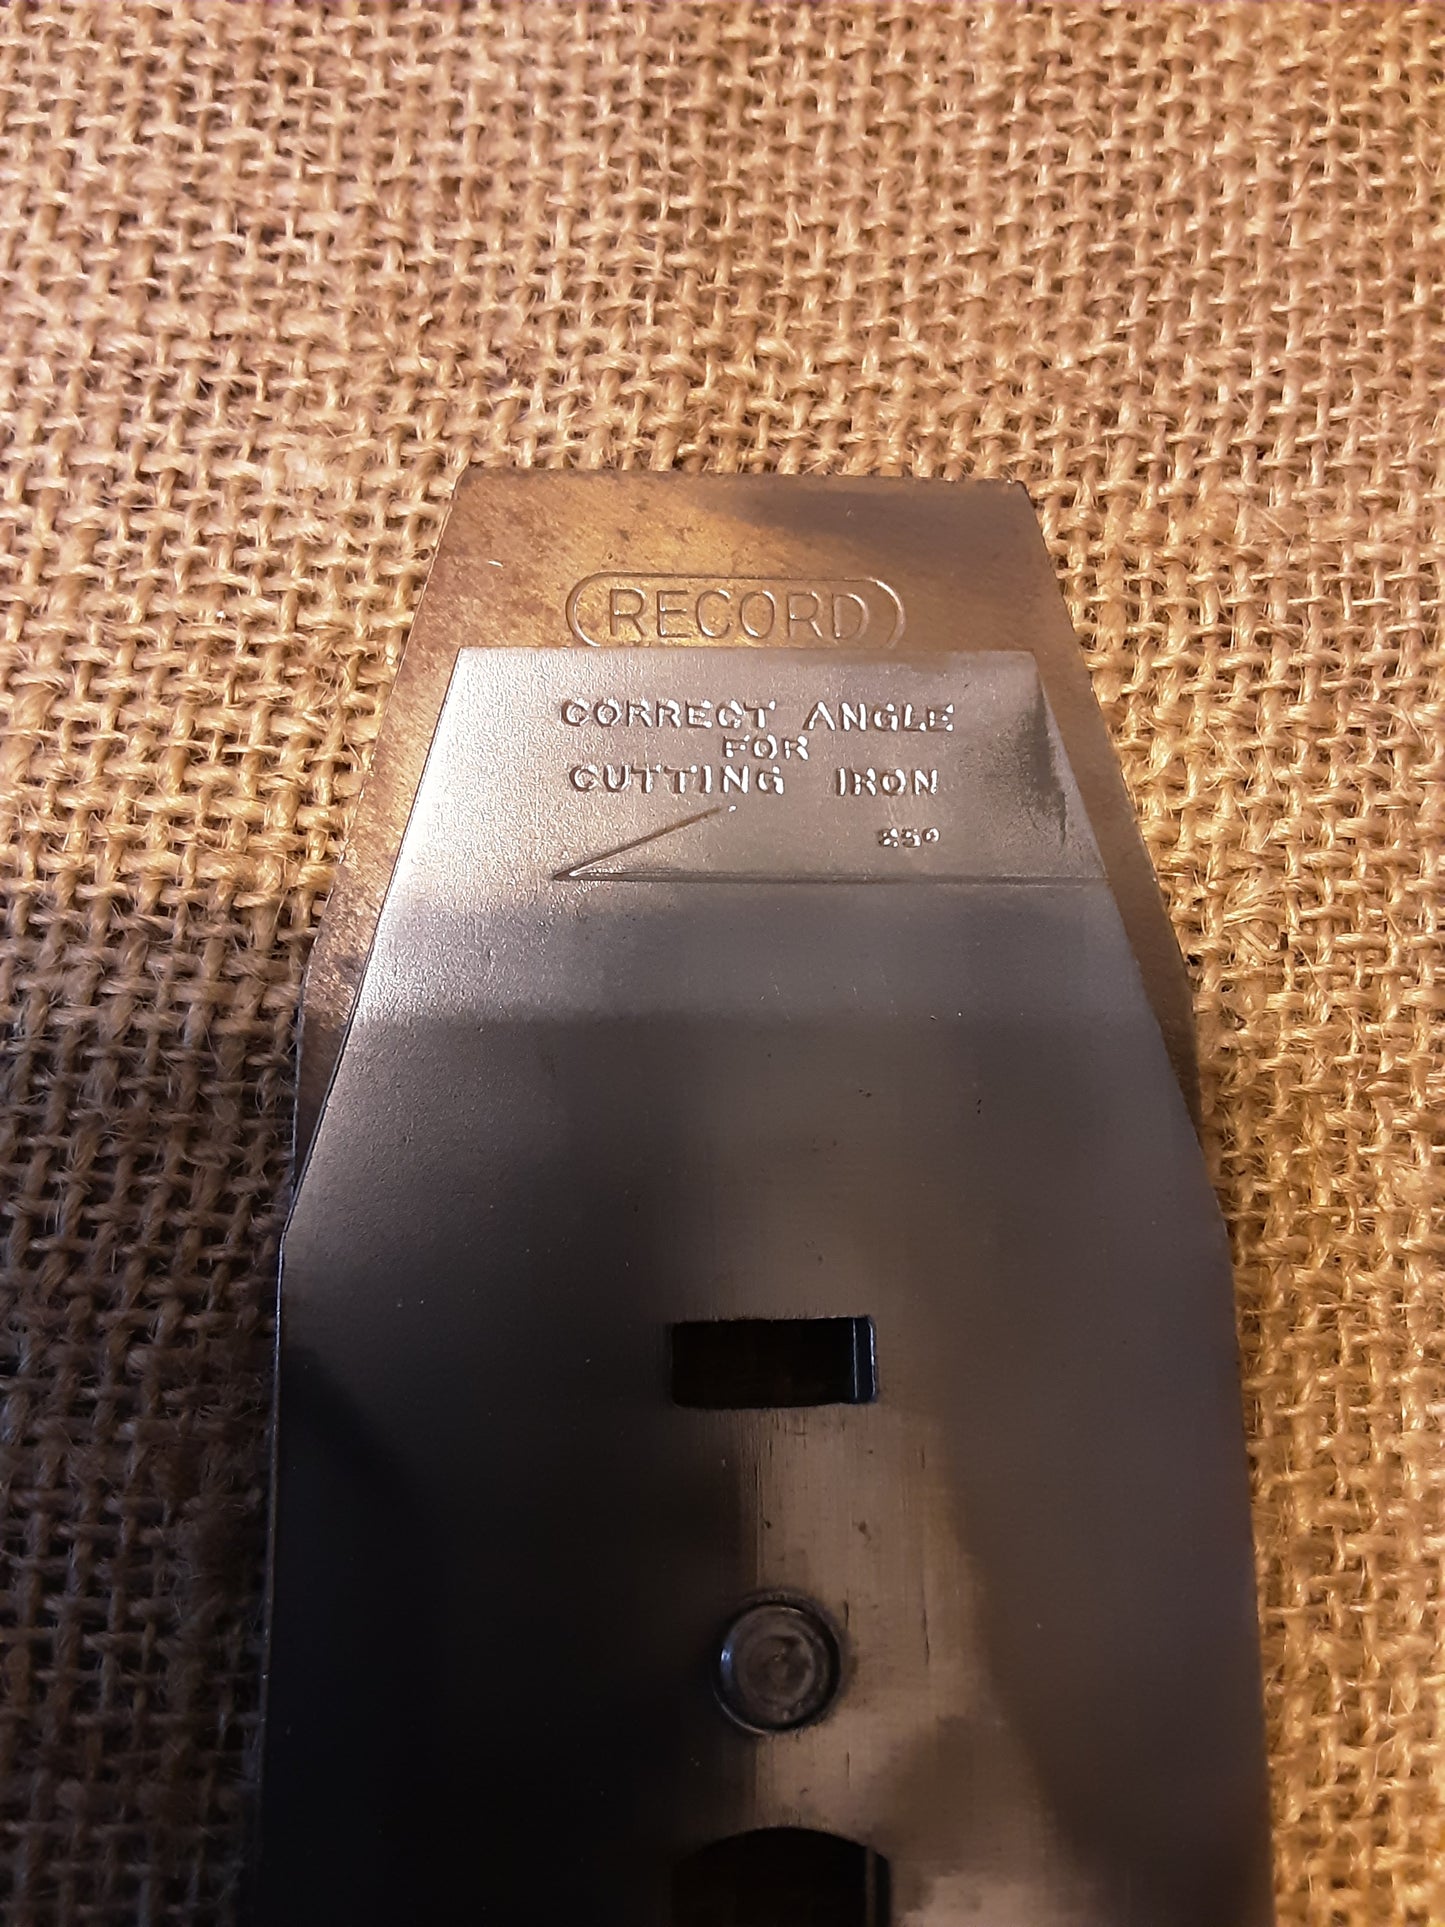 RECORD
CORRECT ANGLE
FOR
CUTTING IRON
25°